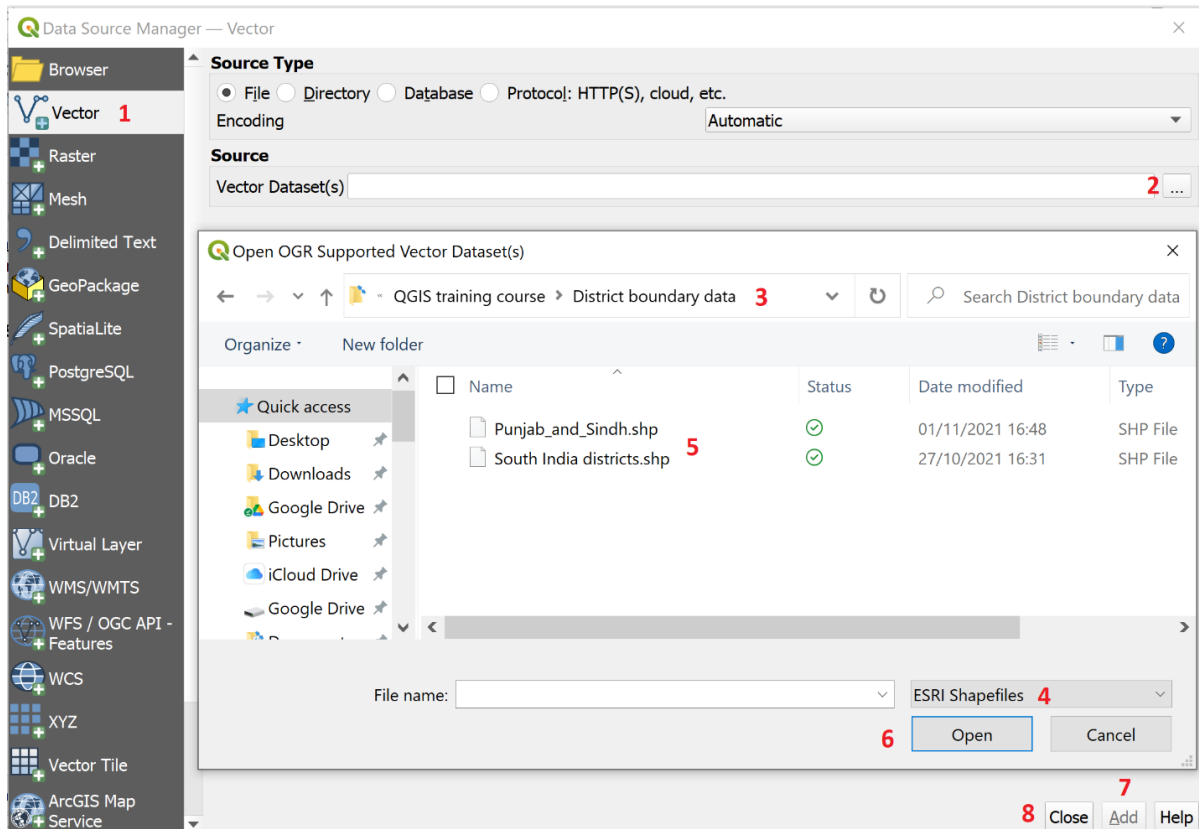 Data Source Manager — Vector
Browser
Vector 1
Raster
Mesh
Delimited Text
GeoPackage
SpatiaLite
PostgreSQL
MSSQL
Oracle
DB2 DB2
Virtual Layer
WMS/WMTS
WFS / OGC API -
Features
WCS
XYZ
Vector Tile
ArcGIS Map
Service
Source Type
File Directory Database Protocol: HTTP(S), cloud, etc.
Encoding Automatic
Source
Vector Dataset(s) 2 ...
Open OGR Supported Vector Dataset(s)
« QGIS training course > District boundary data 3 Search District boundary data
Organize New folder ?
Quick access
Desktop
Downloads
Google Drive
Pictures
iCloud Drive
Google Drive
Name Status Date modified Type
Punjab_and_Sindh.shp 01/11/2021 16:48 SHP File
5
South India districts.shp 27/10/2021 16:31 SHP File
File name: ESRI Shapefiles 4
6 Open Cancel
7
8 Close Add Help